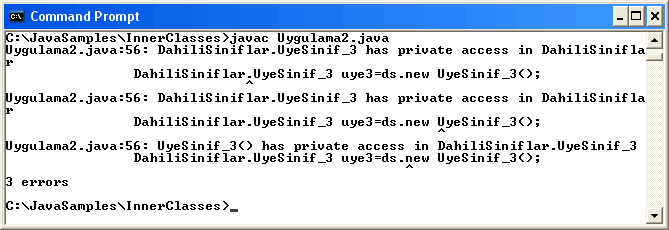 Command Prompt
C:\JavaSamples\InnerClasses>javac Uygulama2.java
Uygulama2.java:56: DahiliSiniflar.UyeSinif_3 has private access in DahiliSinifla
r
                DahiliSiniflar.UyeSinif_3 uye3=ds.new UyeSinif_3();
                              ^
Uygulama2.java:56: DahiliSiniflar.UyeSinif_3 has private access in DahiliSinifla
r
                DahiliSiniflar.UyeSinif_3 uye3=ds.new UyeSinif_3();
                                                      ^
Uygulama2.java:56: UyeSinif_3() has private access in DahiliSiniflar.UyeSinif_3
                DahiliSiniflar.UyeSinif_3 uye3=ds.new UyeSinif_3();
                                                  ^
3 errors
C:\JavaSamples\InnerClasses>_